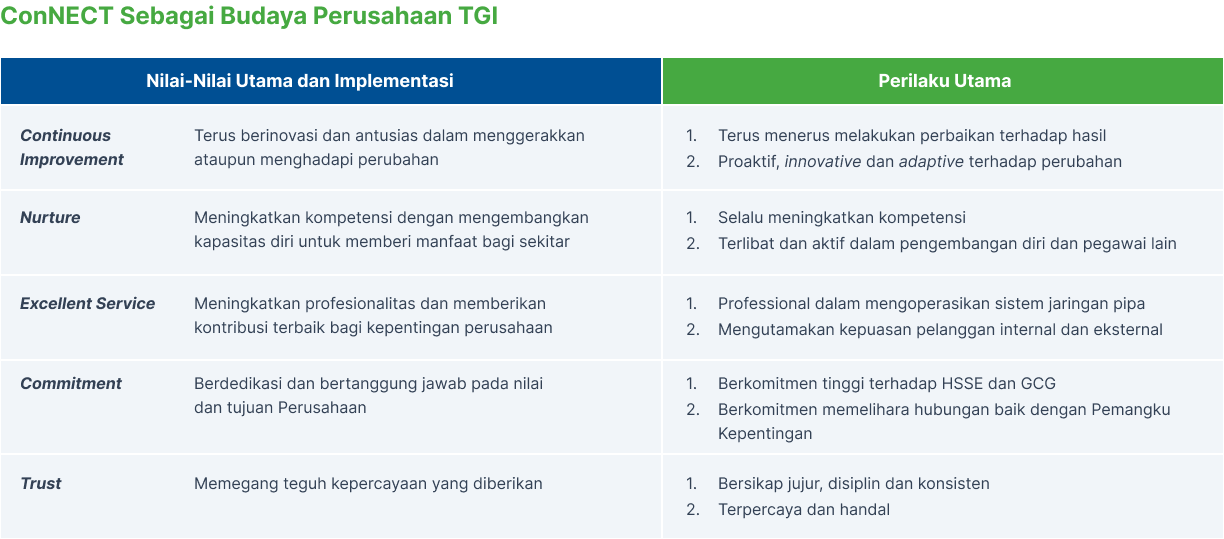 ConNECT Sebagai Budaya Perusahaan TGI
Nilai-Nilai Utama dan Implementasi
Perilaku Utama
Continuous
Improvement
Terus berinovasi dan antusias dalam menggerakkan
ataupun menghadapi perubahan
1. Terus menerus melakukan perbaikan terhadap hasil
2. Proaktif, innovative dan adaptive terhadap perubahan
Nurture
Meningkatkan kompetensi dengan mengembangkan
kapasitas diri untuk memberi manfaat bagi sekitar
1. Selalu meningkatkan kompetensi
2. Terlibat dan aktif dalam pengembangan diri dan pegawai lain
Excellent Service
Meningkatkan profesionalitas dan memberikan
kontribusi terbaik bagi kepentingan perusahaan
1. Professional dalam mengoperasikan sistem jaringan pipa
2. Mengutamakan kepuasan pelanggan internal dan eksternal
Commitment
Berdedikasi dan bertanggung jawab pada nilai
dan tujuan Perusahaan
1. Berkomitmen tinggi terhadap HSSE dan GCG
2. Berkomitmen memelihara hubungan baik dengan Pemangku
Kepentingan
Trust
Memegang teguh kepercayaan yang diberikan
1. Bersikap jujur, disiplin dan konsisten
2. Terpercaya dan handal